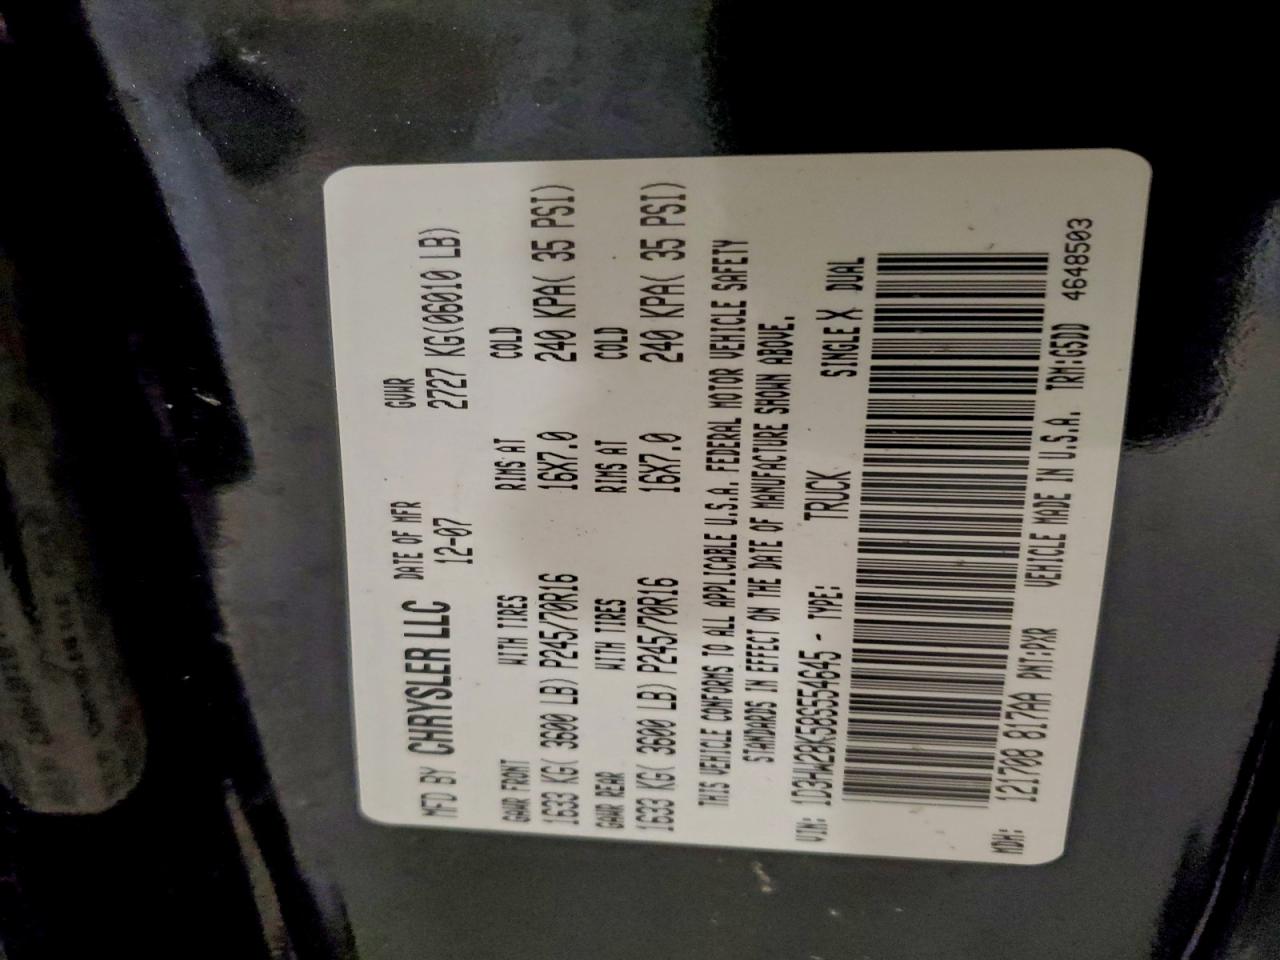 MFD BY CHRYSLER LLC DATE OF MFR GVWR
12-07 2727 KG(06010 LB)
GAWR FRONT WITH TIRES RIMS AT COLD
1633 KG( 3600 LB) P245/70R16 16X7.0 240 KPA( 35 PSI)
GAWR REAR WITH TIRES RIMS AT COLD
1633 KG( 3600 LB) P245/70R16 16X7.0 240 KPA( 35 PSI)
THIS VEHICLE CONFORMS TO ALL APPLICABLE U.S.A. FEDERAL MOTOR VEHICLE SAFETY
STANDARDS IN EFFECT ON THE DATE OF MANUFACTURE SHOWN ABOVE.
VIN: 1D3HW28K58S554645 - TYPE: TRUCK SINGLE X DUAL
MDH: 121708 817AA PNT:PXR VEHICLE MADE IN U.S.A. TRM:G5DD 4648503